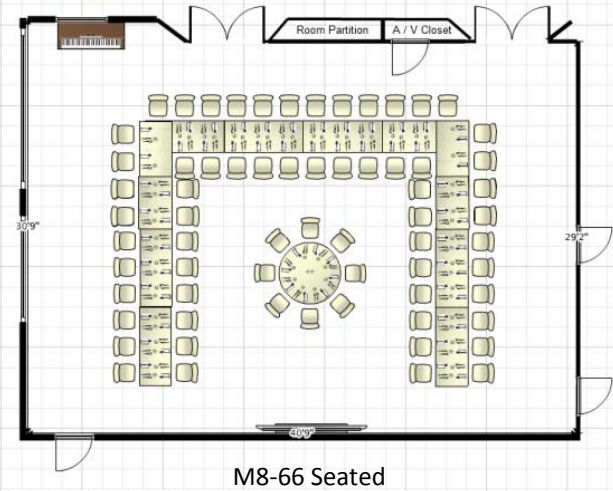 Room Partition
A / V Closet
30'9"
29'2"
40'9"
M8-66 Seated